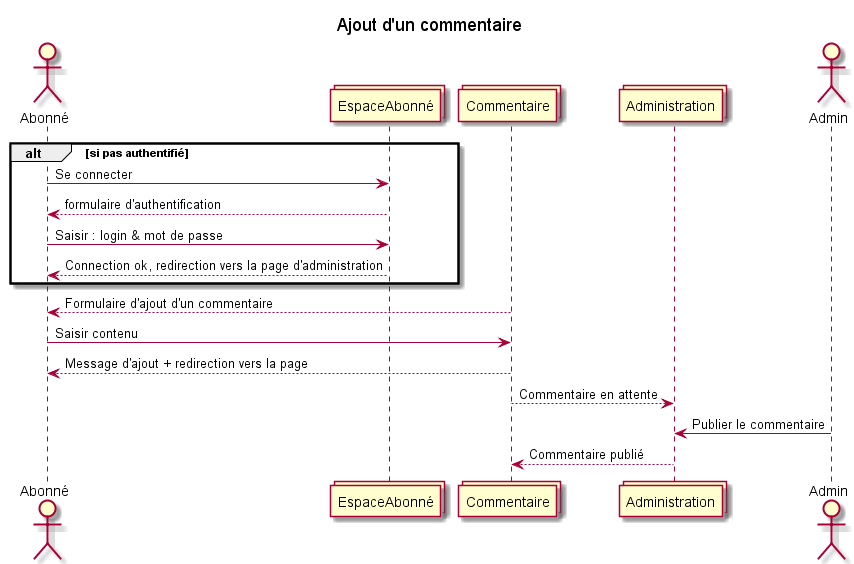 Ajout d'un commentaire
Abonné
EspaceAbonné
Commentaire
Administration
Admin
alt
[si pas authentifié]
Se connecter
formulaire d'authentification
Saisir : login & mot de passe
Connection ok, redirection vers la page d'administration
Formulaire d'ajout d'un commentaire
Saisir contenu
Message d'ajout + redirection vers la page
Commentaire en attente
Publier le commentaire
Commentaire publié
Abonné
EspaceAbonné
Commentaire
Administration
Admin